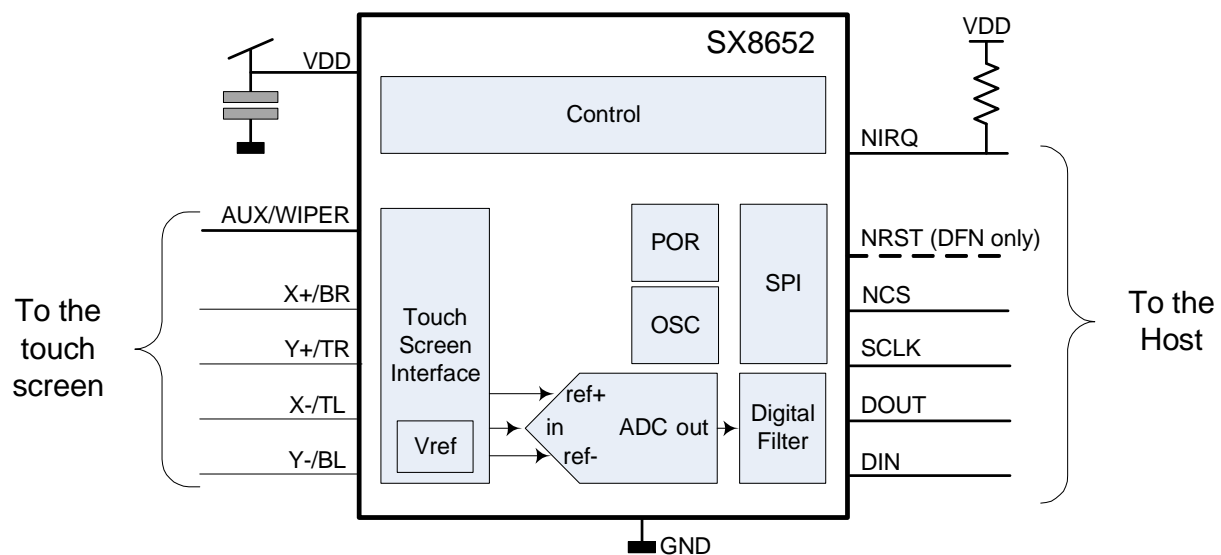 SX8652
VDD
VDD
Control
NIRQ
AUX/WIPER
NRST (DFN only)
POR
SPI
X+/BR
NCS
To the
touch
screen
Touch
Screen
Interface
OSC
To the
Host
Y+/TR
SCLK
ref+
X-/TL
in
ADC out
Digital
Filter
DOUT
Vref
ref-
Y-/BL
DIN
GND